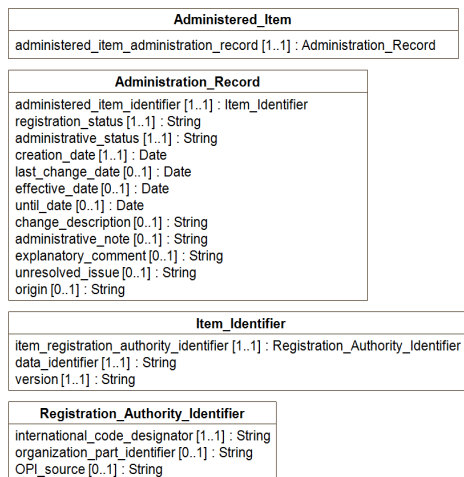 Administered_Item
administered_item_administration_record [1..1] : Administration_Record
Administration_Record
administered_item_identifier [1..1] : Item_Identifier
registration_status [1..1] : String
administrative_status [1..1] : String
creation_date [1..1] : Date
last_change_date [0..1] : Date
effective_date [0..1] : Date
until_date [0..1] : Date
change_description [0..1] : String
administrative_note [0..1] : String
explanatory_comment [0..1] : String
unresolved_issue [0..1] : String
origin [0..1] : String
Item_Identifier
item_registration_authority_identifier [1..1] : Registration_Authority_Identifier
data_identifier [1..1] : String
version [1..1] : String
Registration_Authority_Identifier
international_code_designator [1..1] : String
organization_part_identifier [0..1] : String
OPI_source [0..1] : String